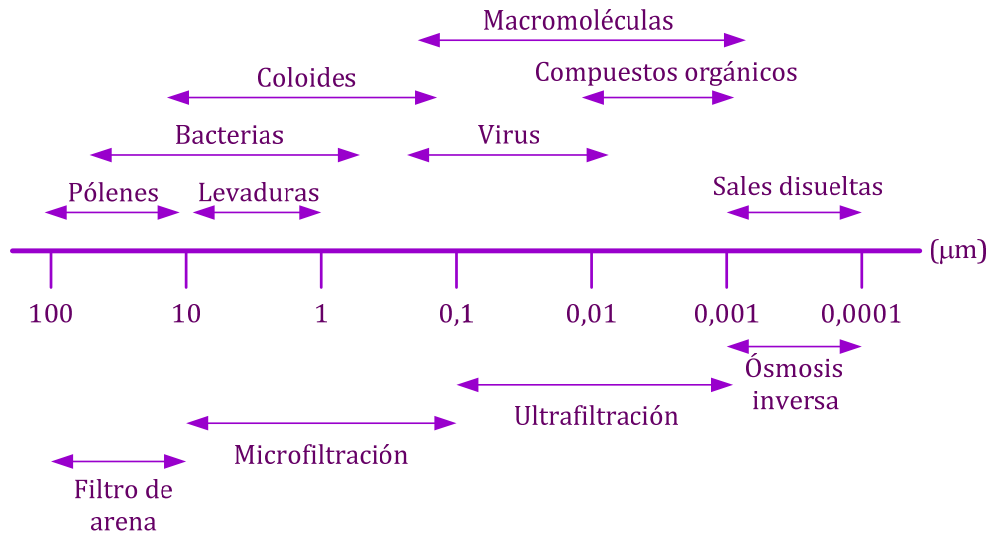 Macromoléculas
Compuestos orgánicos
Coloides
Bacterias
Virus
Pólenes
Levaduras
Sales disueltas
(μm)
100
10
1
0,1
0,01
0,001
0,0001
Ósmosis
inversa
Ultrafiltración
Microfiltración
Filtro de
arena